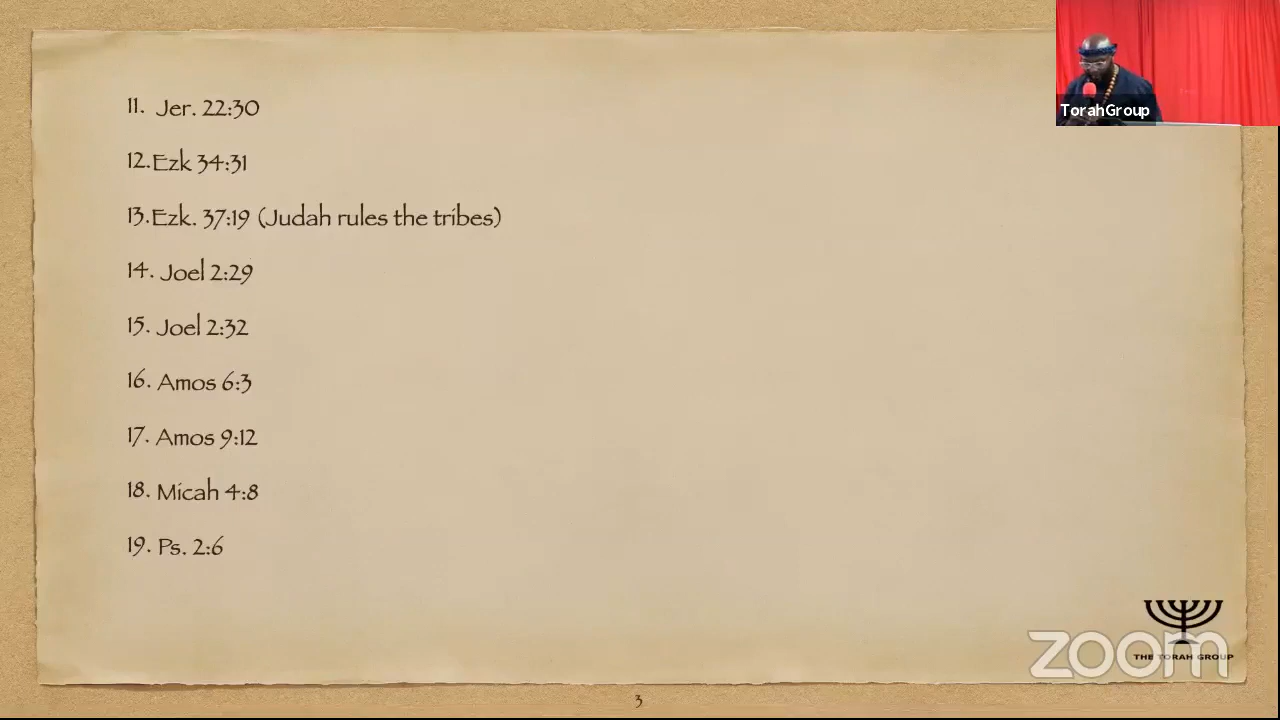 TorahGroup
11. Jer. 22:30
12. Ezk 34:31
13. Ezk. 37:19 (Judah rules the tribes)
14. Joel 2:29
15. Joel 2:32
16. Amos 6:3
17. Amos 9:12
18. Micah 4:8
19. Ps. 2:6
zoom
THE TORAH GROUP
3